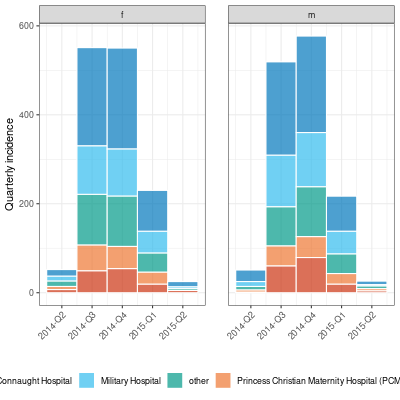 f
m
Quarterly incidence
600
400
200
0
2014-Q2
2014-Q3
2014-Q4
2015-Q1
2015-Q2
2014-Q2
2014-Q3
2014-Q4
2015-Q1
2015-Q2
Connaught Hospital
Military Hospital
other
Princess Christian Maternity Hospital (PCM